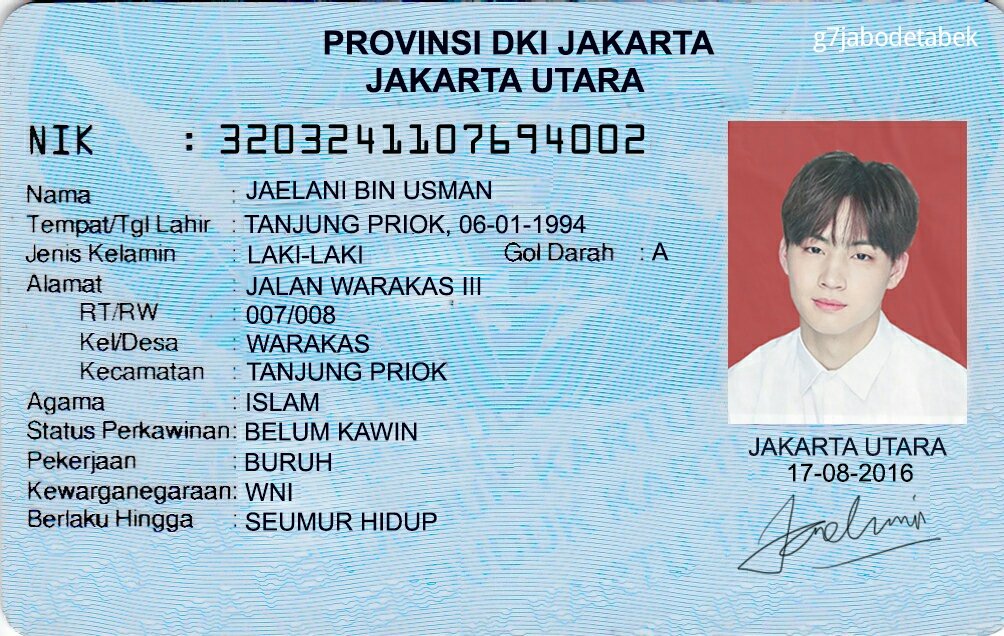 g7jabodetabek
PROVINSI DKI JAKARTA
JAKARTA UTARA
NIK : 3203241107694002
Nama : JAELANI BIN USMAN
Tempat/Tgl Lahir : TANJUNG PRIOK, 06-01-1994
Jenis Kelamin : LAKI-LAKI Gol Darah : A
Alamat : JALAN WARAKAS III
RT/RW : 007/008
Kel/Desa : WARAKAS
Kecamatan : TANJUNG PRIOK
Agama : ISLAM
Status Perkawinan: BELUM KAWIN
Pekerjaan : BURUH
Kewarganegaraan: WNI
Berlaku Hingga : SEUMUR HIDUP
JAKARTA UTARA
17-08-2016